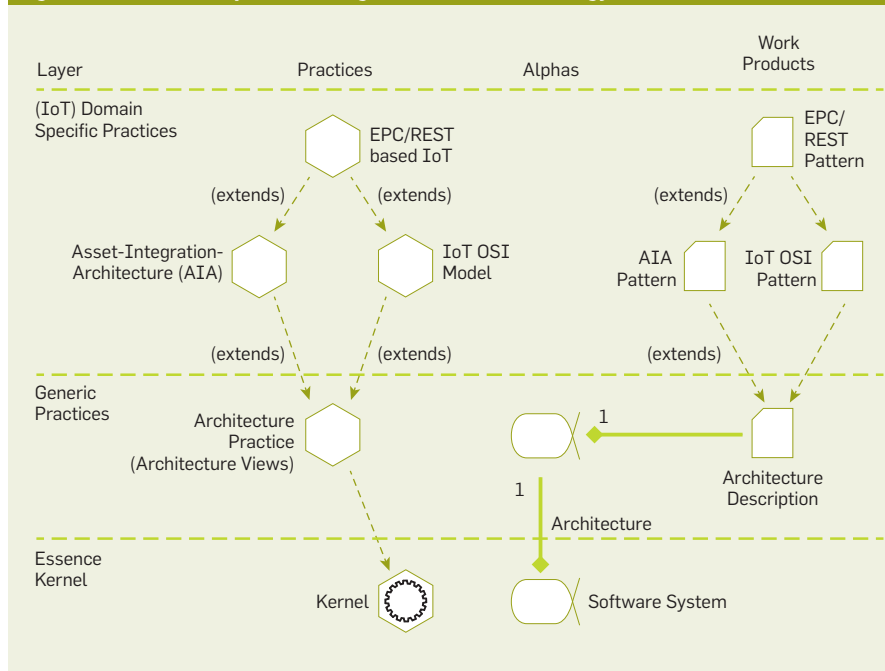 Layer
Practices
Alphas
Work
Products
(IoT) Domain
Specific Practices
EPC/REST
based IoT
EPC/
REST
Pattern
(extends)
(extends)
(extends)
Asset-Integration-
Architecture (AIA)
IoT OSI
Model
AIA
Pattern
IoT OSI
Pattern
(extends)
(extends)
(extends)
Generic
Practices
Architecture
Practice
(Architecture Views)
1
1
Architecture
Description
Architecture
Essence
Kernel
Kernel
Software System